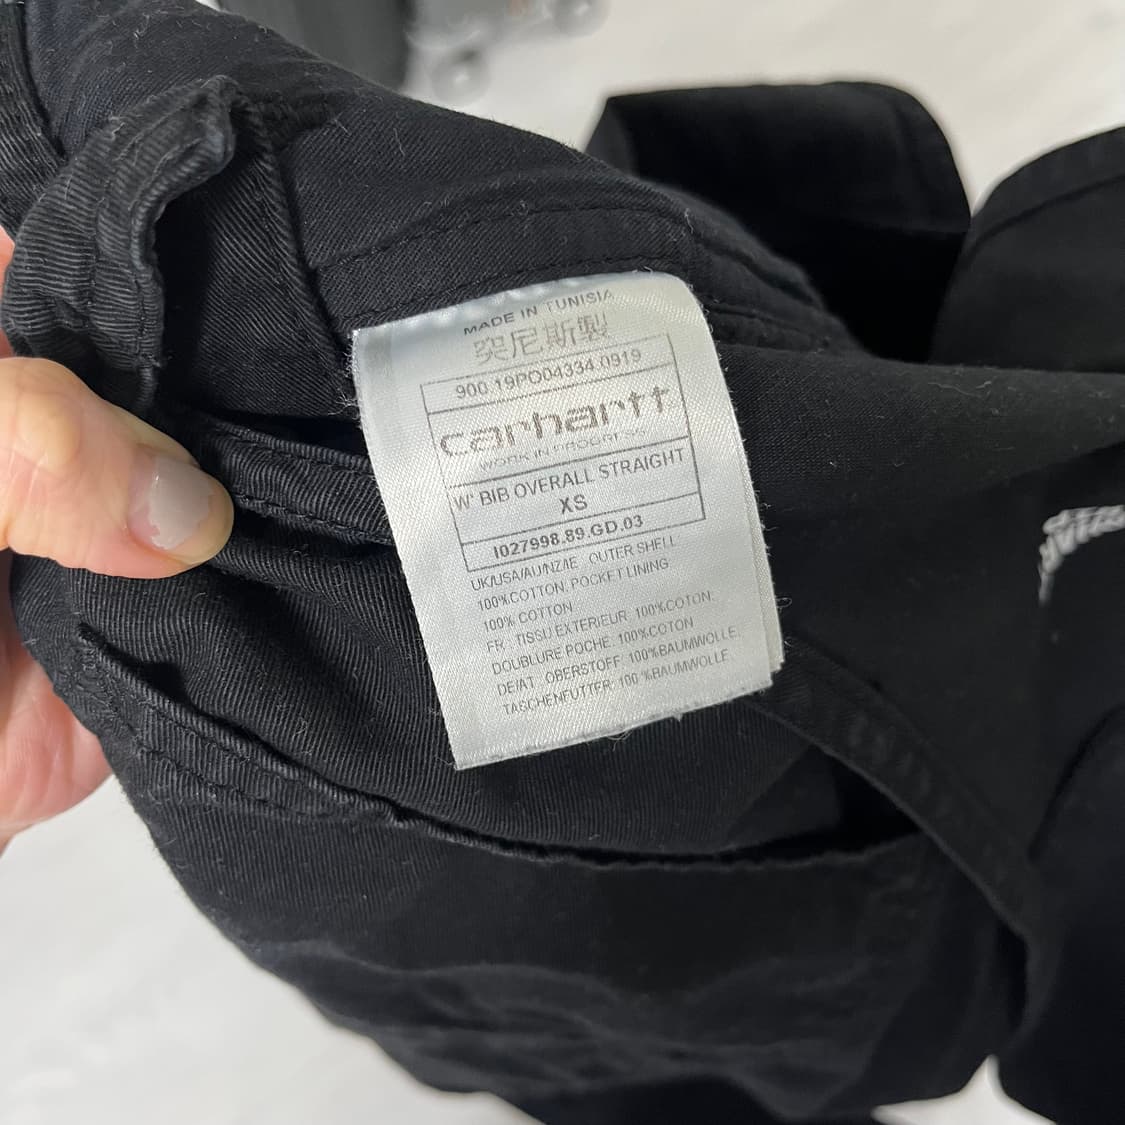 MADE IN TUNISIA
突尼斯製
900.19PO04334.0919
carhartt
WORK IN PROGRESS
W' BIB OVERALL STRAIGHT
XS
I027998.89.GD.03
UK/USA/AU/NZ/IE OUTER SHELL
100%COTTON. POCKET LINING
100% COTTON
FR. TISSU EXTERIEUR 100%COTON.
DOUBLURE POCHE: 100%COTON
DE/AT OBERSTOFF 100%BAUMWOLLE.
TASCHENFUTTER: 100 %BAUMWOLLE